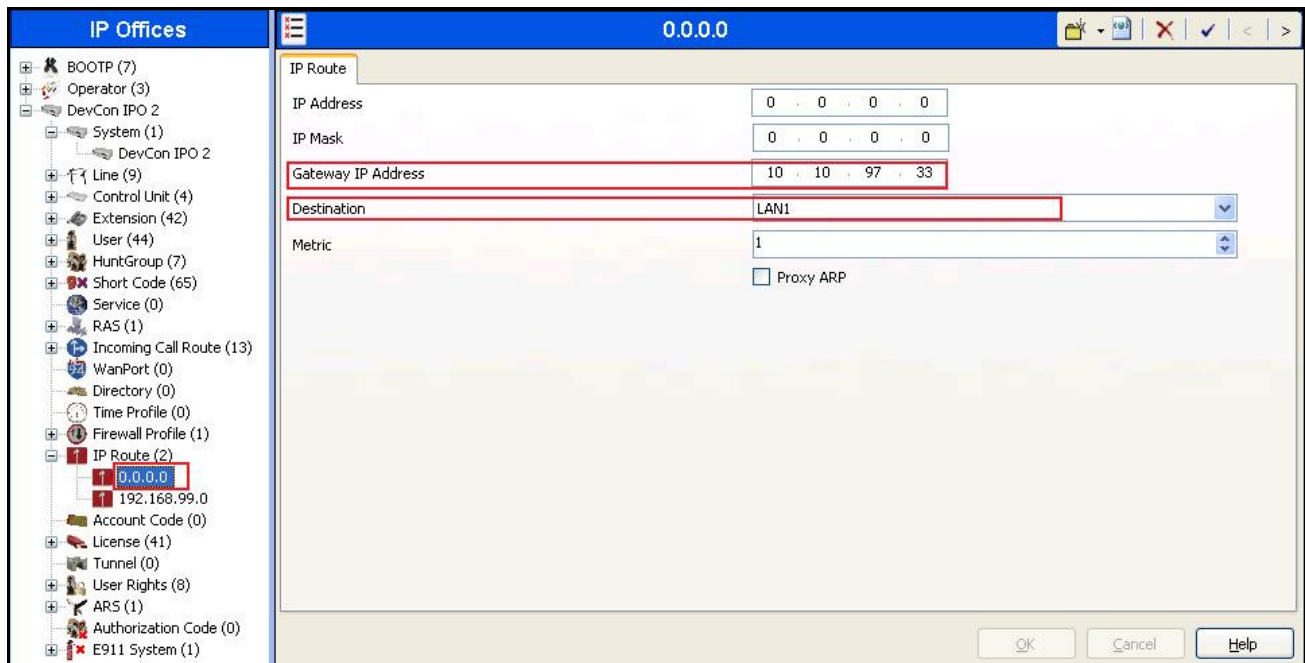 IP Offices
BOOTP (7)
Operator (3)
DevCon IPO 2
System (1)
DevCon IPO 2
Line (9)
Control Unit (4)
Extension (42)
User (44)
HuntGroup (7)
Short Code (65)
Service (0)
RAS (1)
Incoming Call Route (13)
WanPort (0)
Directory (0)
Time Profile (0)
Firewall Profile (1)
IP Route (2)
0.0.0.0
192.168.99.0
Account Code (0)
License (41)
Tunnel (0)
User Rights (8)
ARS (1)
Authorization Code (0)
E911 System (1)
0.0.0.0
IP Route
IP Address 0 . 0 . 0 . 0
IP Mask 0 . 0 . 0 . 0
Gateway IP Address 10 . 10 . 97 . 33
Destination LAN1
Metric 1
Proxy ARP
OK Cancel Help